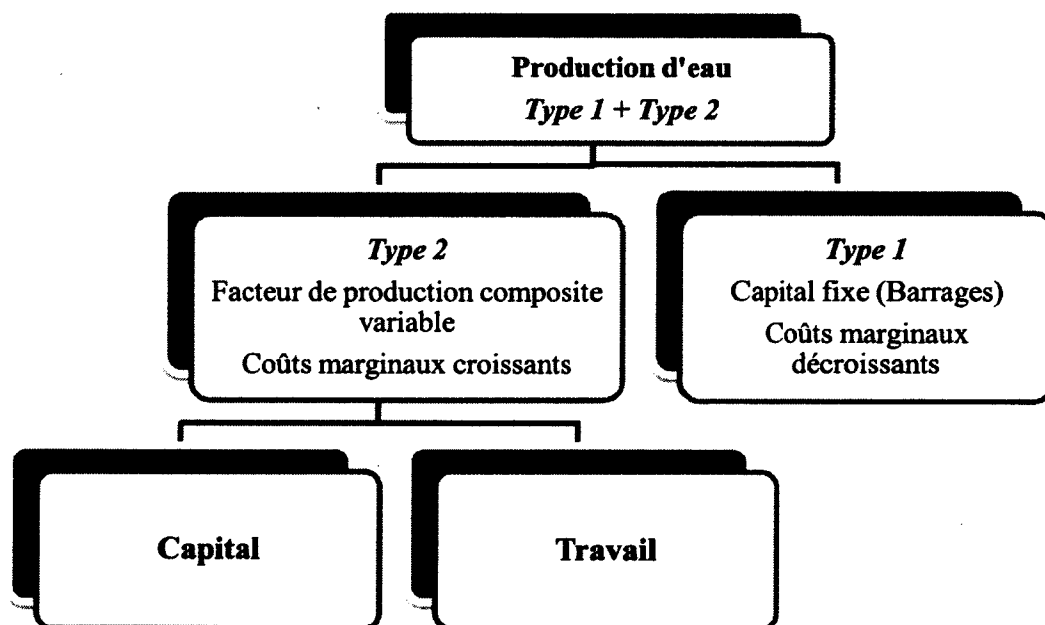 Production d'eau
Type 1 + Type 2
Type 2
Facteur de production composite
variable
Coûts marginaux croissants
Type 1
Capital fixe (Barrages)
Coûts marginaux
décroissants
Capital
Travail